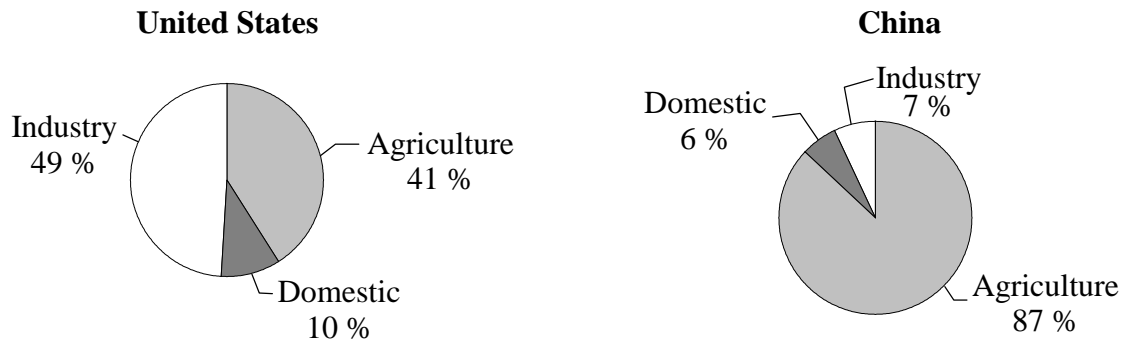 United States
Industry
49 %
Agriculture
41 %
Domestic
10 %
China
Domestic
6 %
Industry
7 %
Agriculture
87 %